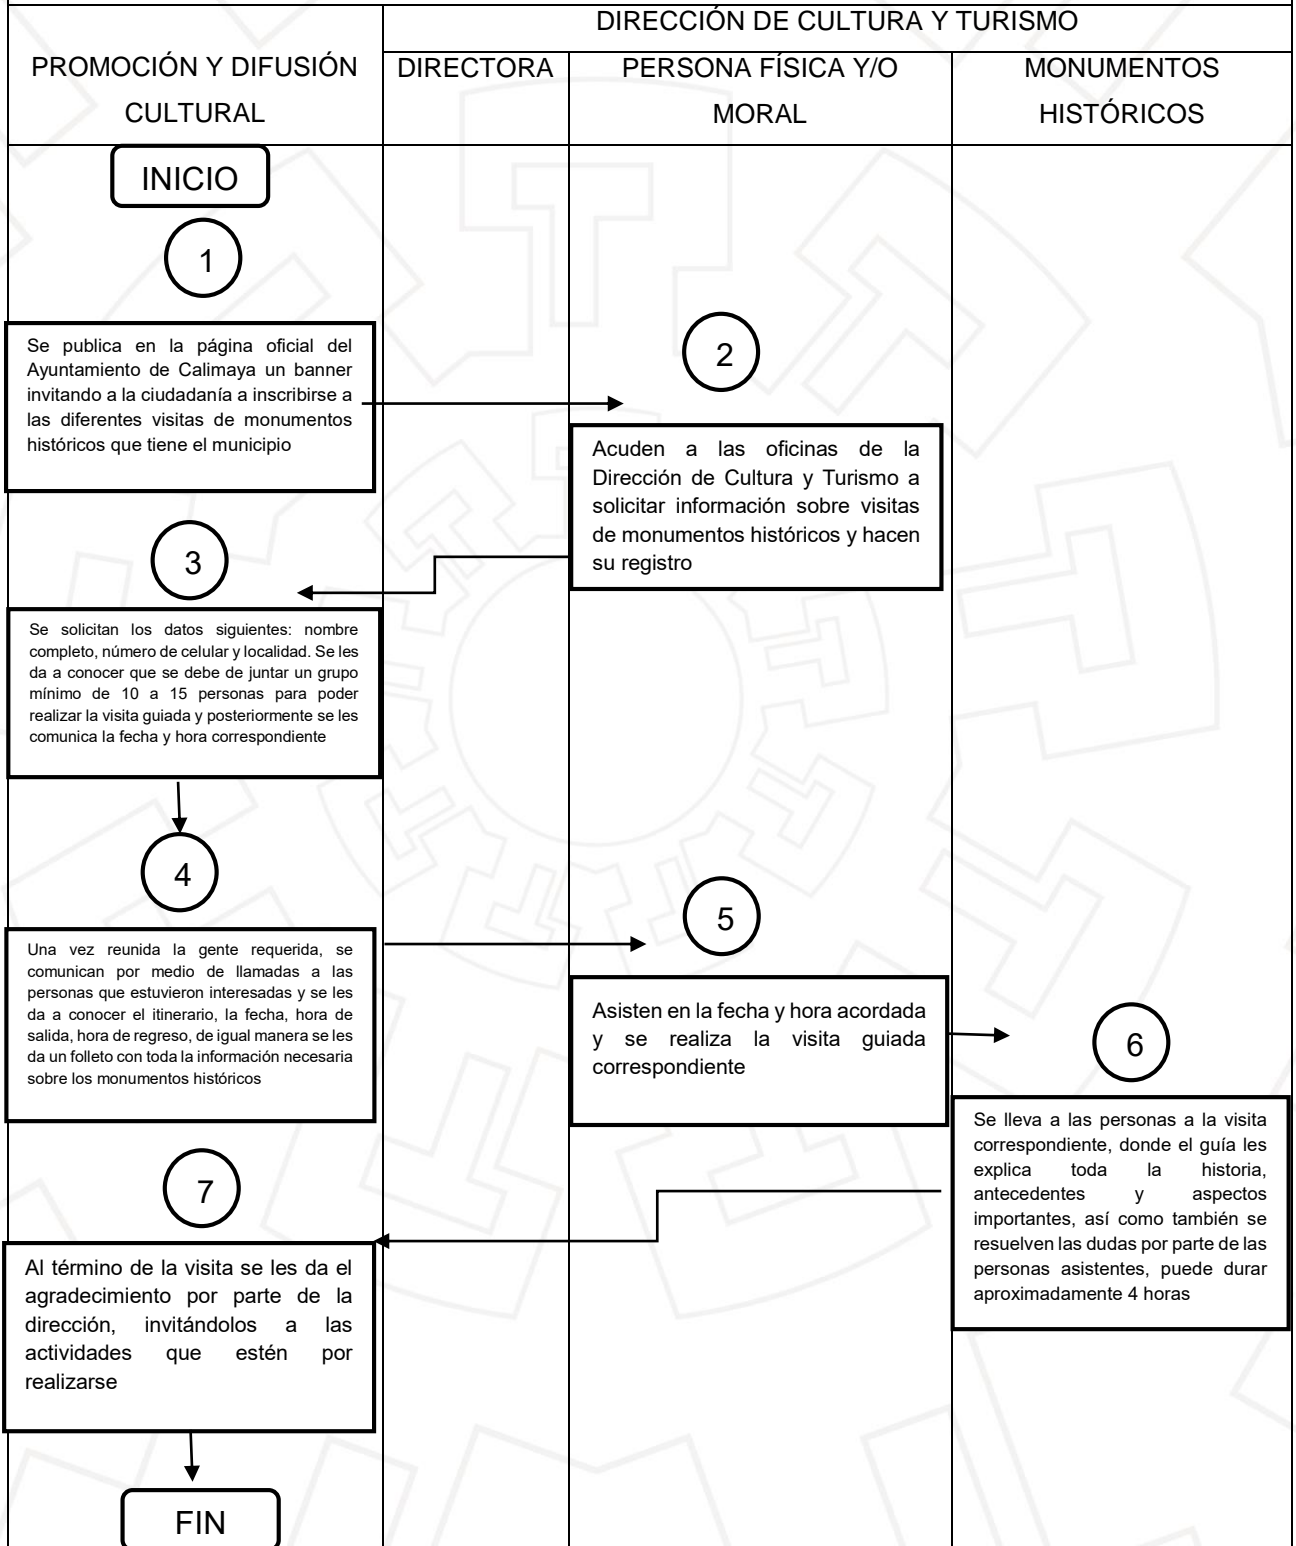 DIRECCIÓN DE CULTURA Y TURISMO
PROMOCIÓN Y DIFUSIÓN
CULTURAL
DIRECTORA
PERSONA FÍSICA Y/O
MORAL
MONUMENTOS
HISTÓRICOS
INICIO
1
Se publica en la página oficial del
Ayuntamiento de Calimaya un banner
invitando a la ciudadanía a inscribirse a
las diferentes visitas de monumentos
históricos que tiene el municipio
2
Acuden a las oficinas de la
Dirección de Cultura y Turismo a
solicitar información sobre visitas
de monumentos históricos y hacen
su registro
3
Se solicitan los datos siguientes: nombre
completo, número de celular y localidad. Se les
da a conocer que se debe de juntar un grupo
mínimo de 10 a 15 personas para poder
realizar la visita guiada y posteriormente se les
comunica la fecha y hora correspondiente
4
Una vez reunida la gente requerida, se
comunican por medio de llamadas a las
personas que estuvieron interesadas y se les
da a conocer el itinerario, la fecha, hora de
salida, hora de regreso, de igual manera se les
da un folleto con toda la información necesaria
sobre los monumentos históricos
5
Asisten en la fecha y hora acordada
y se realiza la visita guiada
correspondiente
6
Se lleva a las personas a la visita
correspondiente, donde el guía les
explica toda la historia,
antecedentes y aspectos
importantes, así como también se
resuelven las dudas por parte de las
personas asistentes, puede durar
aproximadamente 4 horas
7
Al término de la visita se les da el
agradecimiento por parte de la
dirección, invitándolos a las
actividades que estén por
realizarse
FIN